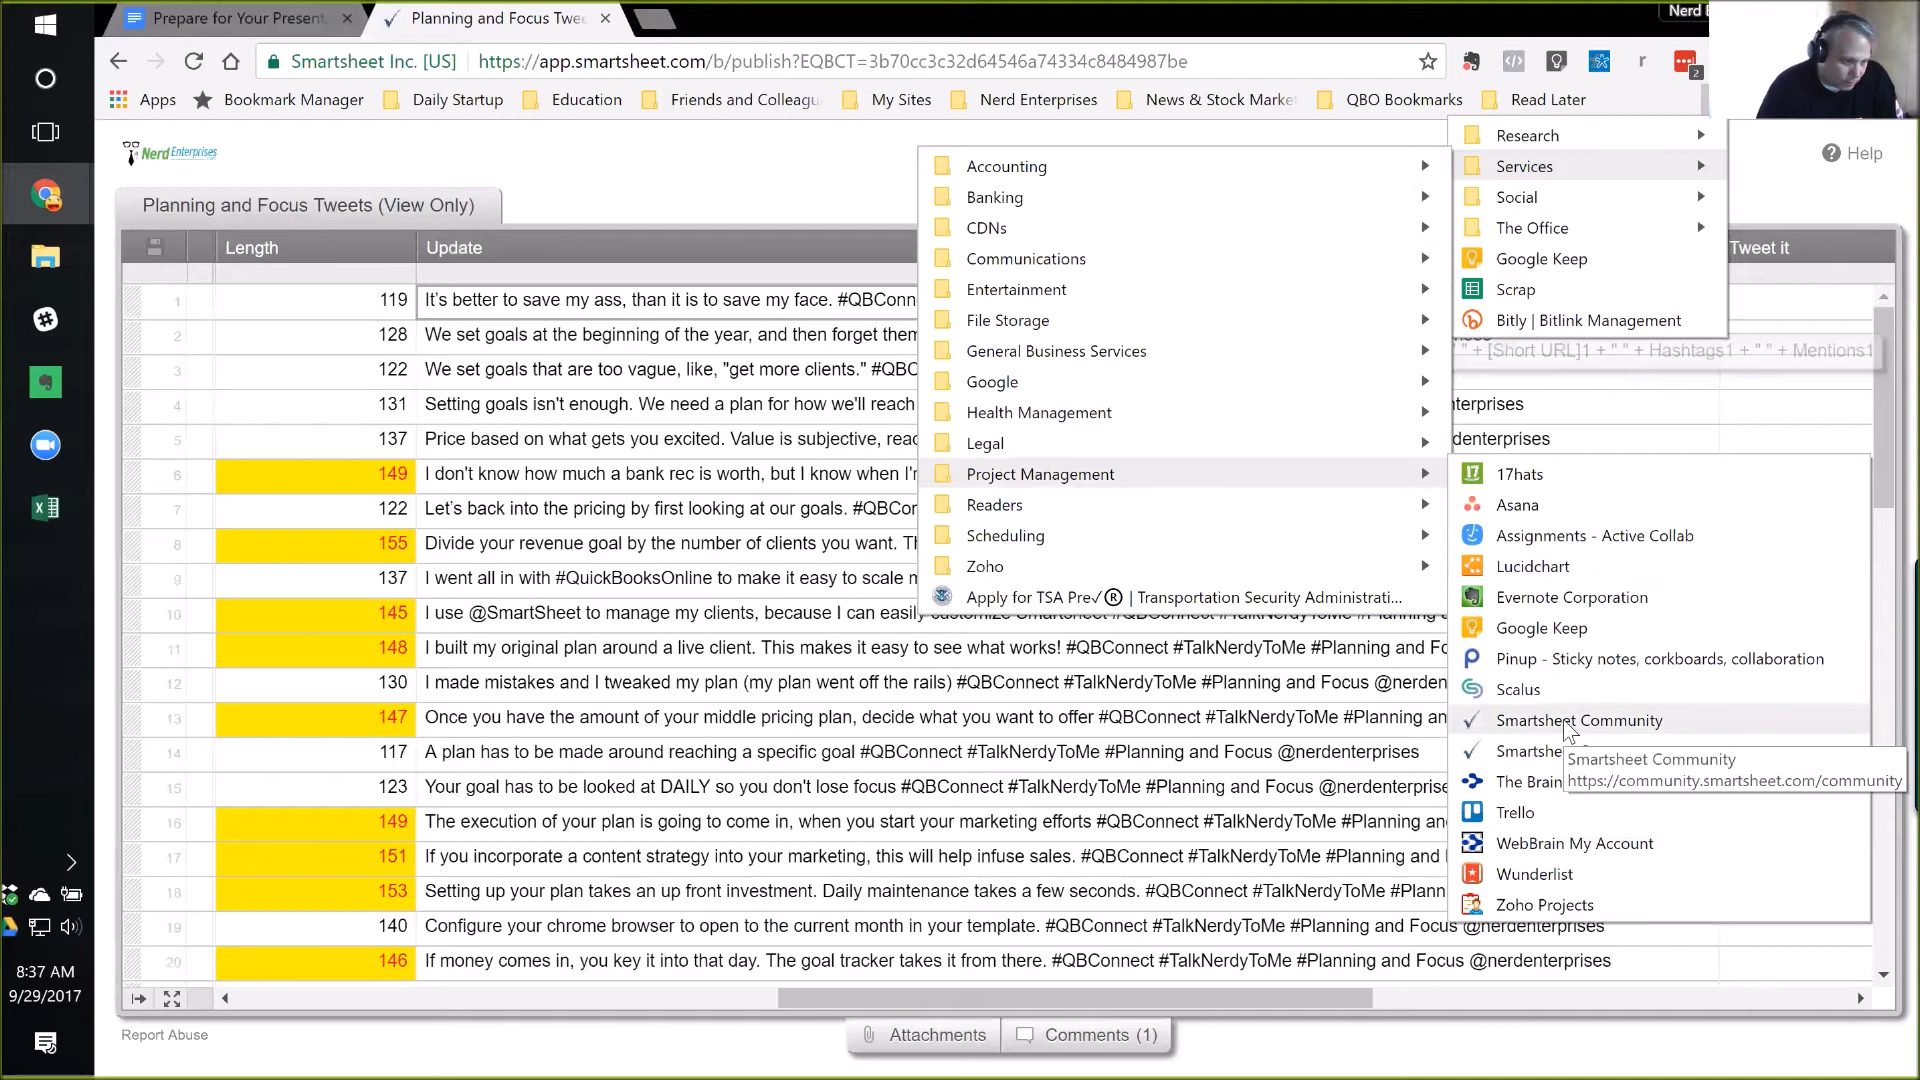 Prepare for Your Present
Planning and Focus Twee
Nerd E
Smartsheet Inc. [US]
https://app.smartsheet.com/b/publish?EQBCT=3b70cc3c32d64546a74334c8484987be
r
2
Apps
Bookmark Manager
Daily Startup
Education
Friends and Colleagu
My Sites
Nerd Enterprises
News & Stock Market
QBO Bookmarks
Read Later
Research
Services
Social
The Office
Google Keep
Scrap
Bitly | Bitlink Management
Help
Nerd Enterprises
Planning and Focus Tweets (View Only)
Length
Update
Tweet it
" " + [Short URL]1 + " " + Hashtags1 + " " + Mentions1
1 119 It's better to save my ass, than it is to save my face. #QBConn
2 128 We set goals at the beginning of the year, and then forget them
3 122 We set goals that are too vague, like, "get more clients." #QBC
4 131 Setting goals isn't enough. We need a plan for how we'll reach
terprises
5 137 Price based on what gets you excited. Value is subjective, reac
denterprises
6 149 I don't know how much a bank rec is worth, but I know when I'r
7 122 Let's back into the pricing by first looking at our goals. #QBCor
8 155 Divide your revenue goal by the number of clients you want. Th
9 137 I went all in with #QuickBooksOnline to make it easy to scale m
10 145 I use @SmartSheet to manage my clients, because I can easily customize Smartsheet #QBConnect #TalkNerdyToMe #Planning and Fo
11 148 I built my original plan around a live client. This makes it easy to see what works! #QBConnect #TalkNerdyToMe #Planning and Fo
12 130 I made mistakes and I tweaked my plan (my plan went off the rails) #QBConnect #TalkNerdyToMe #Planning and Focus @nerden
13 147 Once you have the amount of your middle pricing plan, decide what you want to offer #QBConnect #TalkNerdyToMe #Planning an
14 117 A plan has to be made around reaching a specific goal #QBConnect #TalkNerdyToMe #Planning and Focus @nerdenterprises
15 123 Your goal has to be looked at DAILY so you don't lose focus #QBConnect #TalkNerdyToMe #Planning and Focus @nerdenterprise
16 149 The execution of your plan is going to come in, when you start your marketing efforts #QBConnect #TalkNerdyToMe #Planning an
17 151 If you incorporate a content strategy into your marketing, this will help infuse sales. #QBConnect #TalkNerdyToMe #Planning and
18 153 Setting up your plan takes an up front investment. Daily maintenance takes a few seconds. #QBConnect #TalkNerdyToMe #Plann
19 140 Configure your chrome browser to open to the current month in your template. #QBConnect #TalkNerdyToMe #Planning and Focus @nerdenterprises
20 146 If money comes in, you key it into that day. The goal tracker takes it from there. #QBConnect #TalkNerdyToMe #Planning and Focus @nerdenterprises
Accounting
Banking
CDNs
Communications
Entertainment
File Storage
General Business Services
Google
Health Management
Legal
Project Management
Readers
Scheduling
Zoho
Apply for TSA Pre✓® | Transportation Security Administrati...
17hats
Asana
Assignments - Active Collab
Lucidchart
Evernote Corporation
Google Keep
Pinup - Sticky notes, corkboards, collaboration
Scalus
Smartsheet Community
Smartshe
Smartsheet Community
https://community.smartsheet.com/community
The Brain
Trello
WebBrain My Account
Wunderlist
Zoho Projects
8:37 AM
9/29/2017
Report Abuse
Attachments
Comments (1)